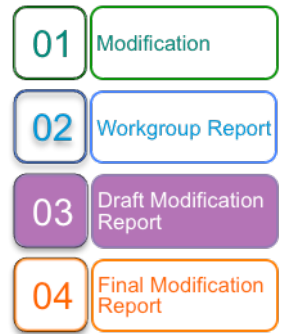 01
Modification
02
Workgroup Report
03
Draft Modification
Report
04
Final Modification
Report